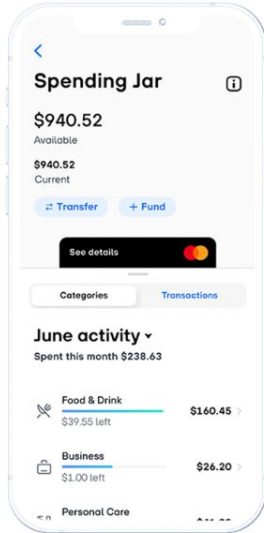 Spending Jar
$940.52
Available
$940.52
Current
Transfer + Fund
See details
Categories Transactions
June activity
Spent this month $238.63
Food & Drink
$160.45
$39.55 left
Business
$26.20
$1.00 left
Personal Care